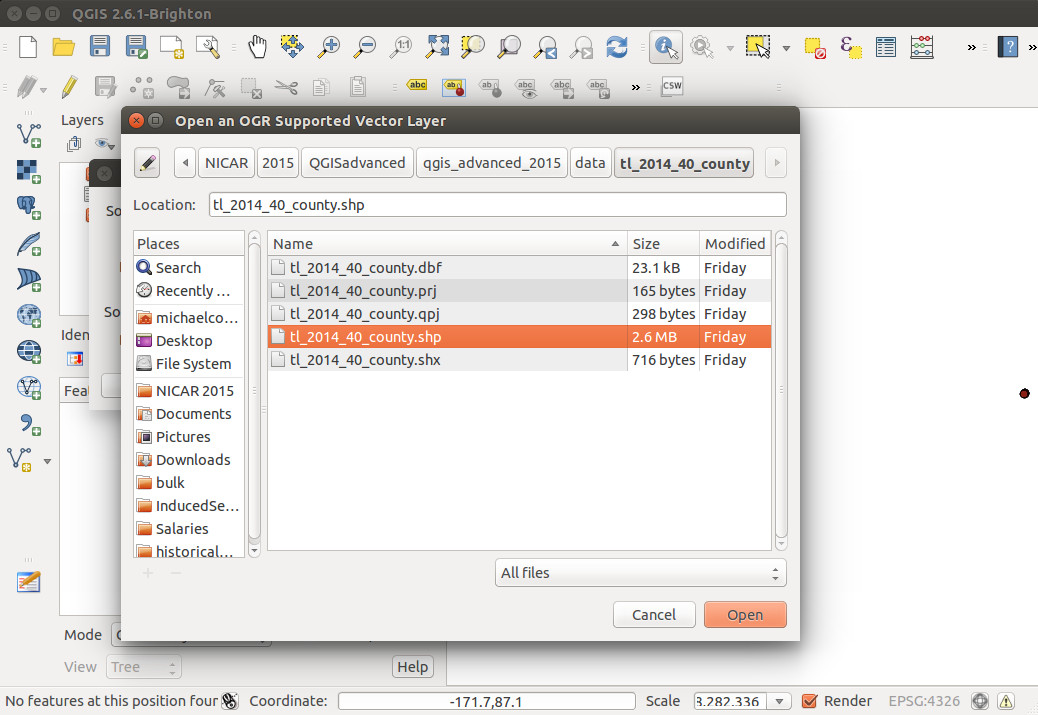 QGIS 2.6.1-Brighton
abc
CSW
Layers
Open an OGR Supported Vector Layer
NICAR 2015 QGISadvanced qgis_advanced_2015 data tl_2014_40_county
Location: tl_2014_40_county.shp
So
Places Name Size Modified
Search tl_2014_40_county.dbf 23.1 kB Friday
Recently ... tl_2014_40_county.prj 165 bytes Friday
So michaelco... tl_2014_40_county.qpj 298 bytes Friday
Iden Desktop tl_2014_40_county.shp 2.6 MB Friday
File System tl_2014_40_county.shx 716 bytes Friday
Feat NICAR 2015
Documents
Pictures
Downloads
bulk
InducedSe...
Salaries
historical...
All files
Cancel Open
Mode
View Tree Help
No features at this position four Coordinate: -171.7,87.1 Scale 3.282.336 Render EPSG:4326